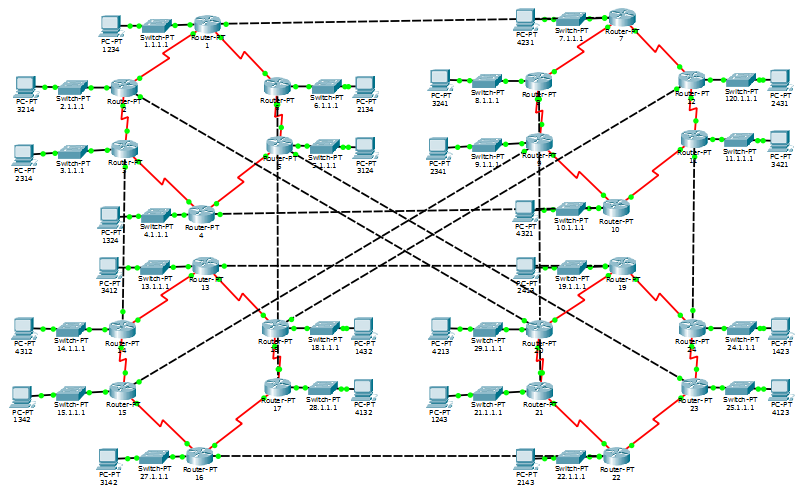 PC-PT
1234
Switch-PT
1.1.1.1
Router-PT
1
PC-PT
4231
Switch-PT
7.1.1.1
Router-PT
7
PC-PT
3214
Switch-PT
2.1.1.1
Router-PT
Router-PT
Switch-PT
6.1.1.1
PC-PT
2134
PC-PT
3241
Switch-PT
8.1.1.1
Router-PT
Router-PT
12
Switch-PT
120.1.1.1
PC-PT
2431
PC-PT
2314
Switch-PT
3.1.1.1
Router-PT
Router-PT
Switch-PT
5.1.1.1
PC-PT
3124
PC-PT
2341
Switch-PT
9.1.1.1
Router-PT
9
Router-PT
Switch-PT
11.1.1.1
PC-PT
3421
PC-PT
1324
Switch-PT
4.1.1.1
Router-PT
4
PC-PT
4321
Switch-PT
10.1.1.1
Router-PT
10
PC-PT
3412
Switch-PT
13.1.1.1
Router-PT
13
PC-PT
2413
Switch-PT
19.1.1.1
Router-PT
19
PC-PT
4312
Switch-PT
14.1.1.1
Router-PT
14
Router-PT
18
Switch-PT
18.1.1.1
PC-PT
1432
PC-PT
4213
Switch-PT
29.1.1.1
Router-PT
20
Router-PT
24
Switch-PT
24.1.1.1
PC-PT
1423
PC-PT
1342
Switch-PT
15.1.1.1
Router-PT
15
Router-PT
17
Switch-PT
28.1.1.1
PC-PT
4132
PC-PT
1243
Switch-PT
21.1.1.1
Router-PT
21
Router-PT
23
Switch-PT
25.1.1.1
PC-PT
4123
PC-PT
3142
Switch-PT
27.1.1.1
Router-PT
16
PC-PT
2143
Switch-PT
22.1.1.1
Router-PT
22